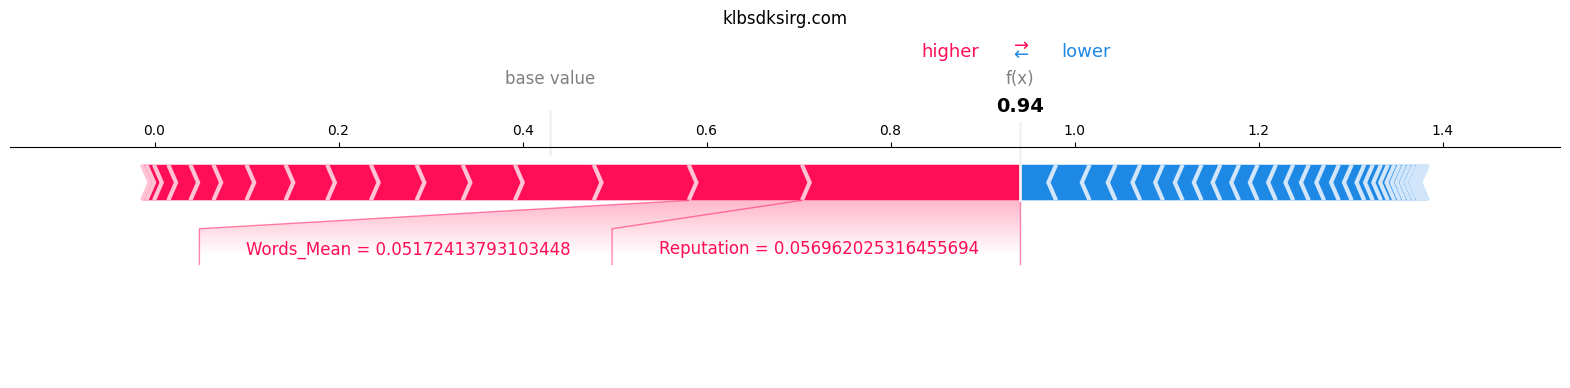 klbsdksirg.com
higher ⇄ lower
base value f(x)
0.94
0.0 0.2 0.4 0.6 0.8 1.0 1.2 1.4
Words_Mean = 0.05172413793103448 Reputation = 0.056962025316455694